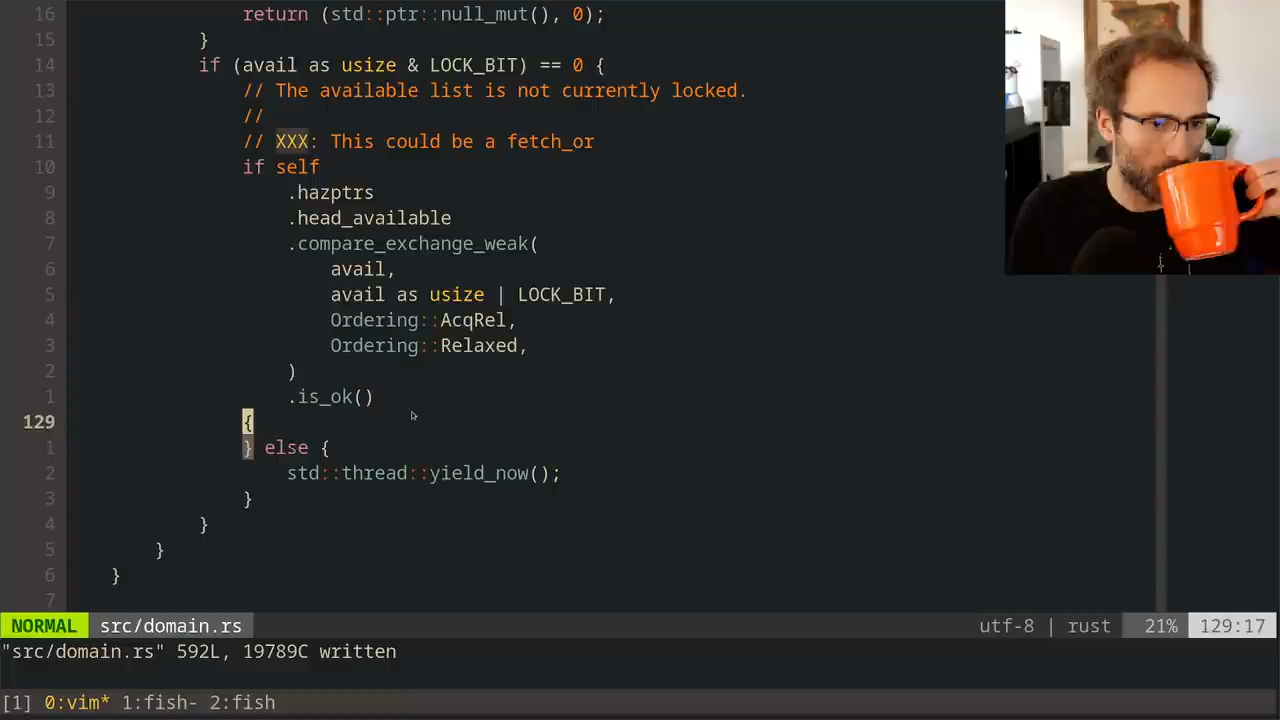 16                 return (std::ptr::null_mut(), 0);
15             }
14             if (avail as usize & LOCK_BIT) == 0 {
13                 // The available list is not currently locked.
12                 //
11                 // XXX: This could be a fetch_or
10                 if self
9                     .hazptrs
8                     .head_available
7                     .compare_exchange_weak(
6                         avail,
5                         avail as usize | LOCK_BIT,
4                         Ordering::AcqRel,
3                         Ordering::Relaxed,
2                     )
1                     .is_ok()
129                 {
1                 } else {
2                     std::thread::yield_now();
3                 }
4             }
5         }
6     }
7
NORMAL src/domain.rs utf-8 | rust 21% 129:17
"src/domain.rs" 592L, 19789C written
[1] 0:vim* 1:fish- 2:fish